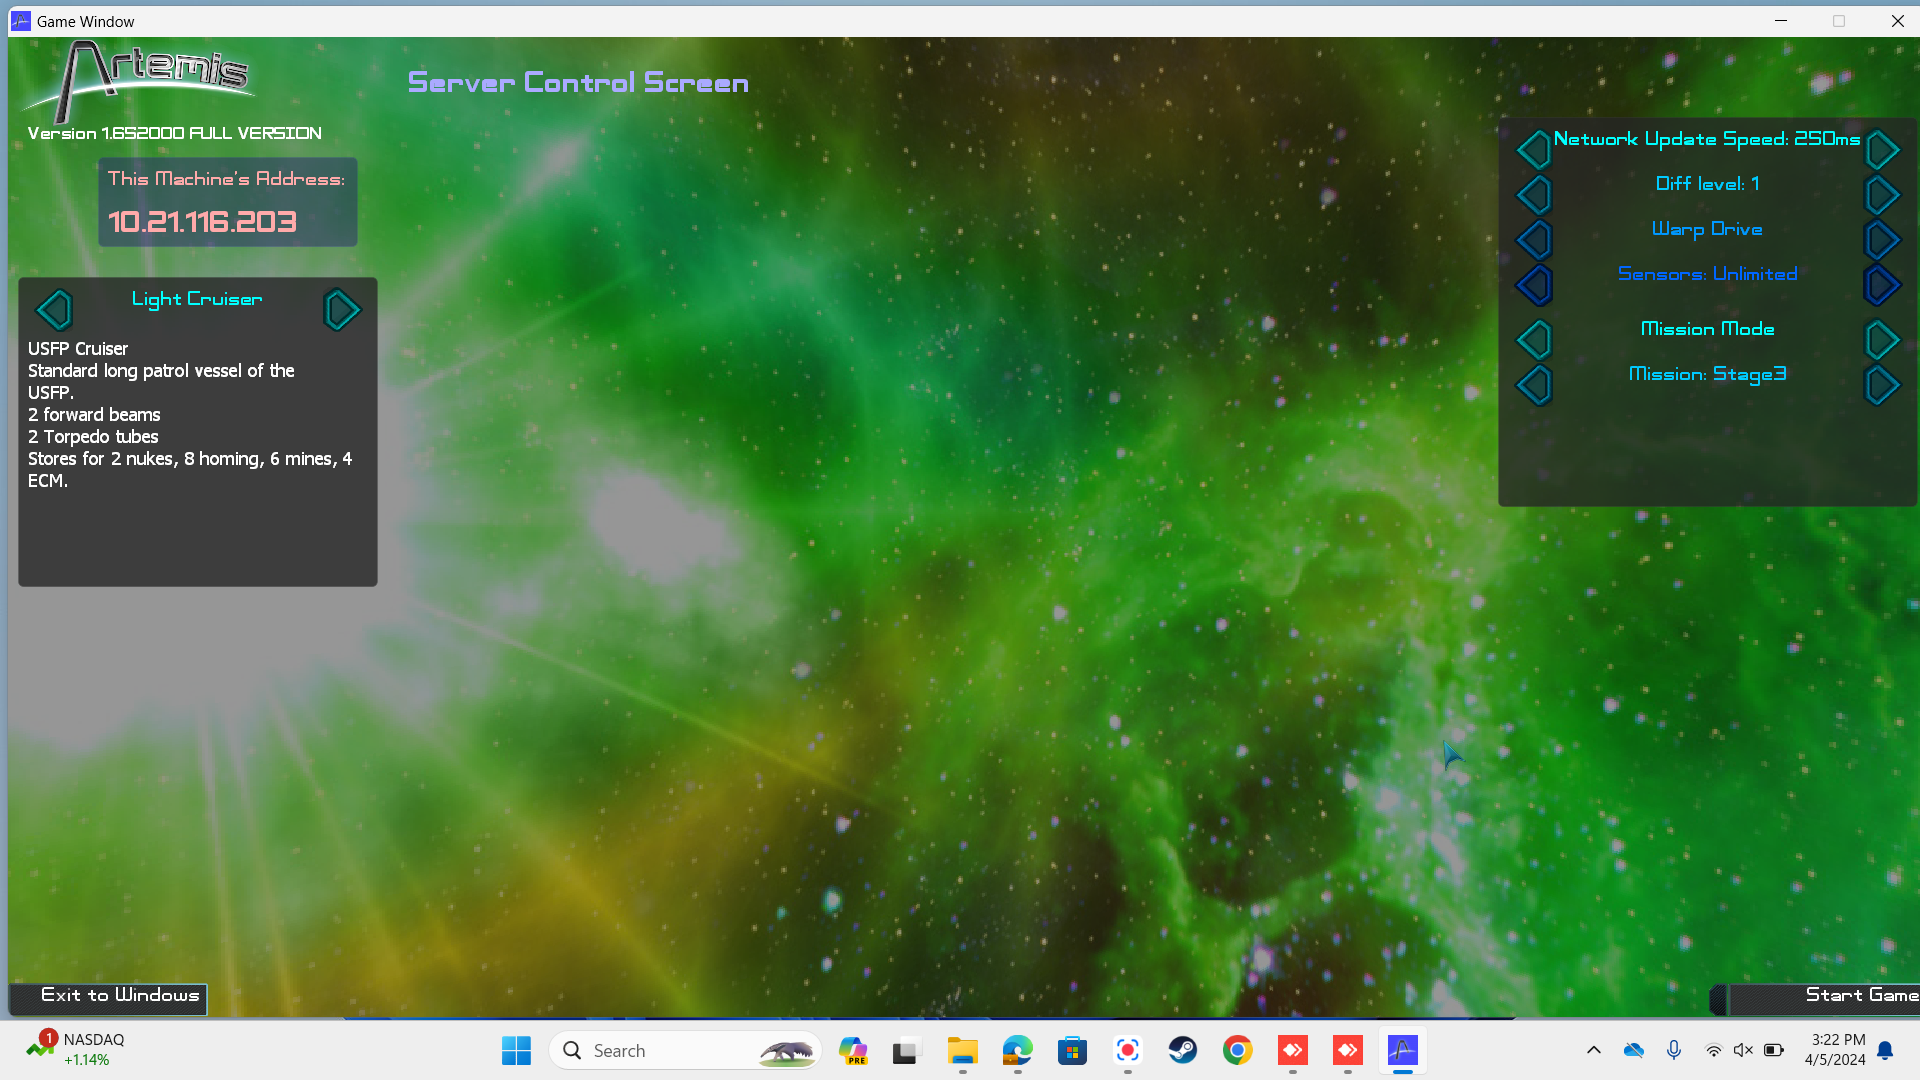 Game Window
Artemis
Server Control Screen
Version 1.652000 FULL VERSION
This Machine's Address:
10.21.116.203
Network Update Speed: 250ms
Diff level: 1
Warp Drive
Sensors: Unlimited
Mission Mode
Mission: Stage3
Light Cruiser
USFP Cruiser
Standard long patrol vessel of the
USFP.
2 forward beams
2 Torpedo tubes
Stores for 2 nukes, 8 homing, 6 mines, 4
ECM.
Exit to Windows
Start Game
1
NASDAQ
+1.14%
Search
PRE
3:22 PM
4/5/2024